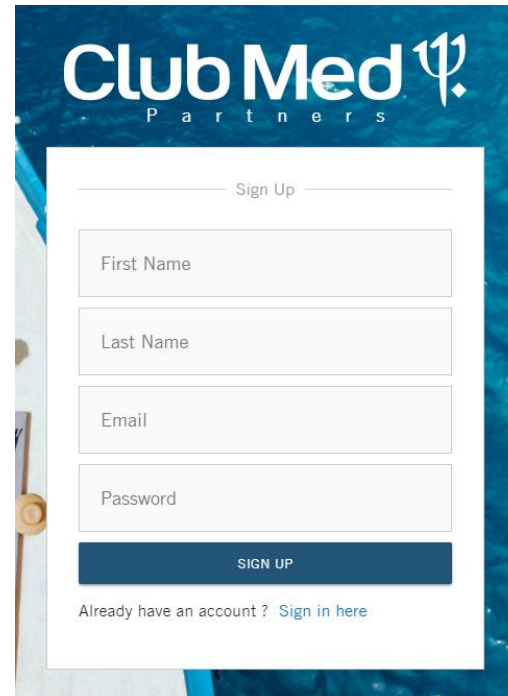 Club Med
Partners
Sign Up
First Name
Last Name
Email
Password
SIGN UP
Already have an account ? Sign in here